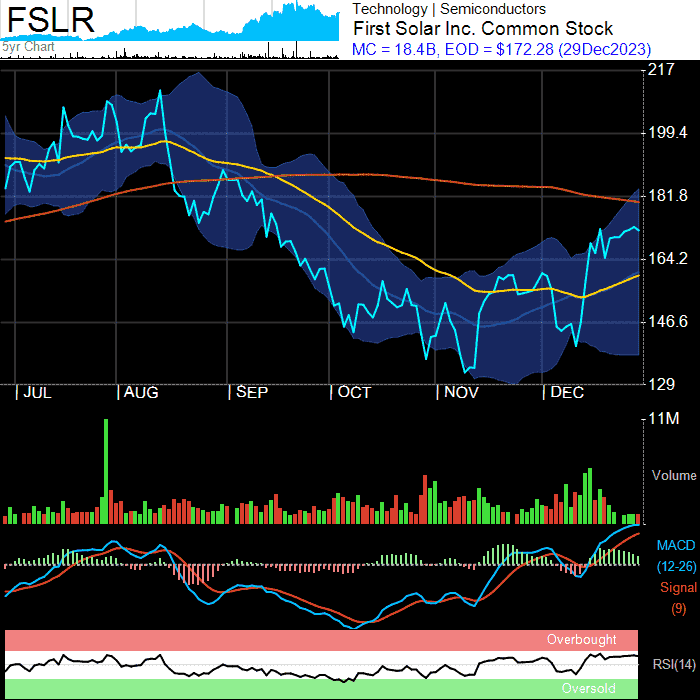 FSLR
5yr Chart
Technology | Semiconductors
First Solar Inc. Common Stock
MC = 18.4B, EOD = $172.28 (29Dec2023)
217
199.4
181.8
164.2
146.6
129
| JUL | AUG | SEP | OCT | NOV | DEC
11M
Volume
MACD
(12-26)
Signal
(9)
Overbought
RSI(14)
Oversold